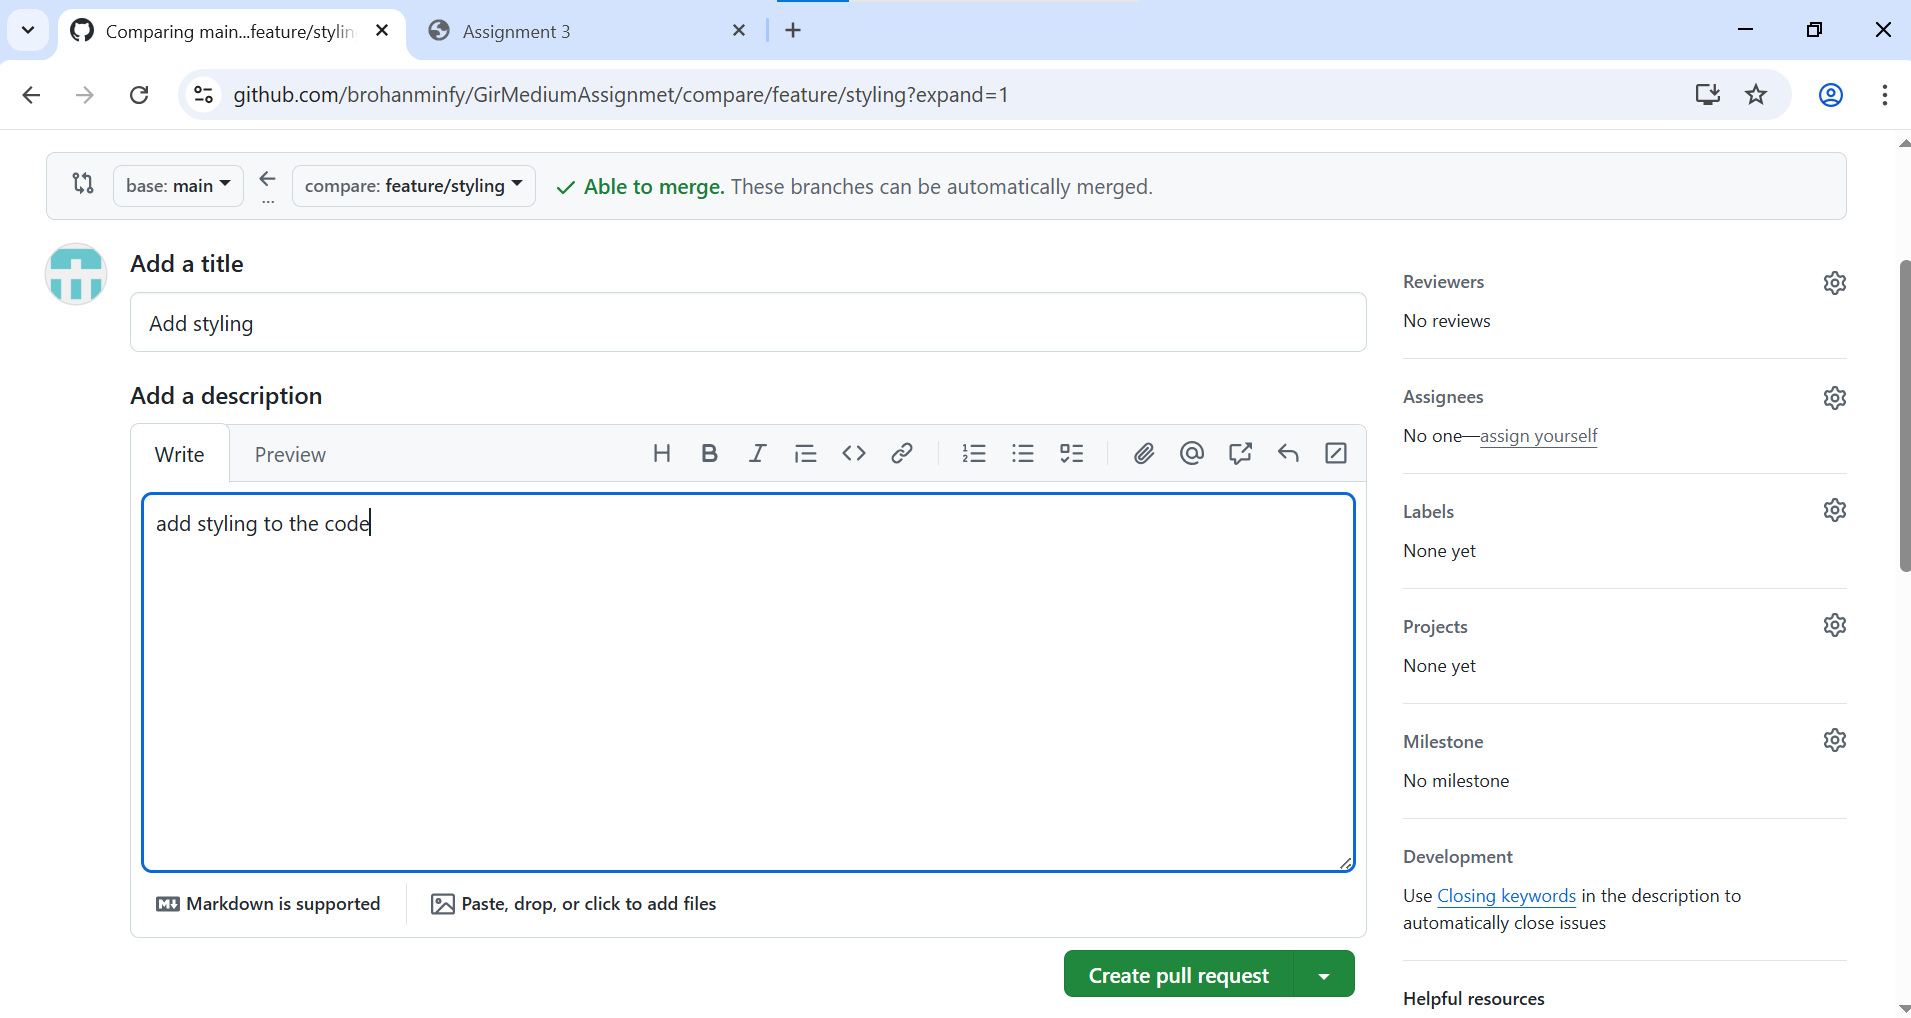 Comparing main...feature/stylin
Assignment 3
github.com/brohanminfy/GirMediumAssignmet/compare/feature/styling?expand=1
base: main
...
compare: feature/styling
Able to merge. These branches can be automatically merged.
Add a title
Add styling
Add a description
Write
Preview
add styling to the code
Markdown is supported
Paste, drop, or click to add files
Create pull request
Reviewers
No reviews
Assignees
No one—assign yourself
Labels
None yet
Projects
None yet
Milestone
No milestone
Development
Use Closing keywords in the description to
automatically close issues
Helpful resources